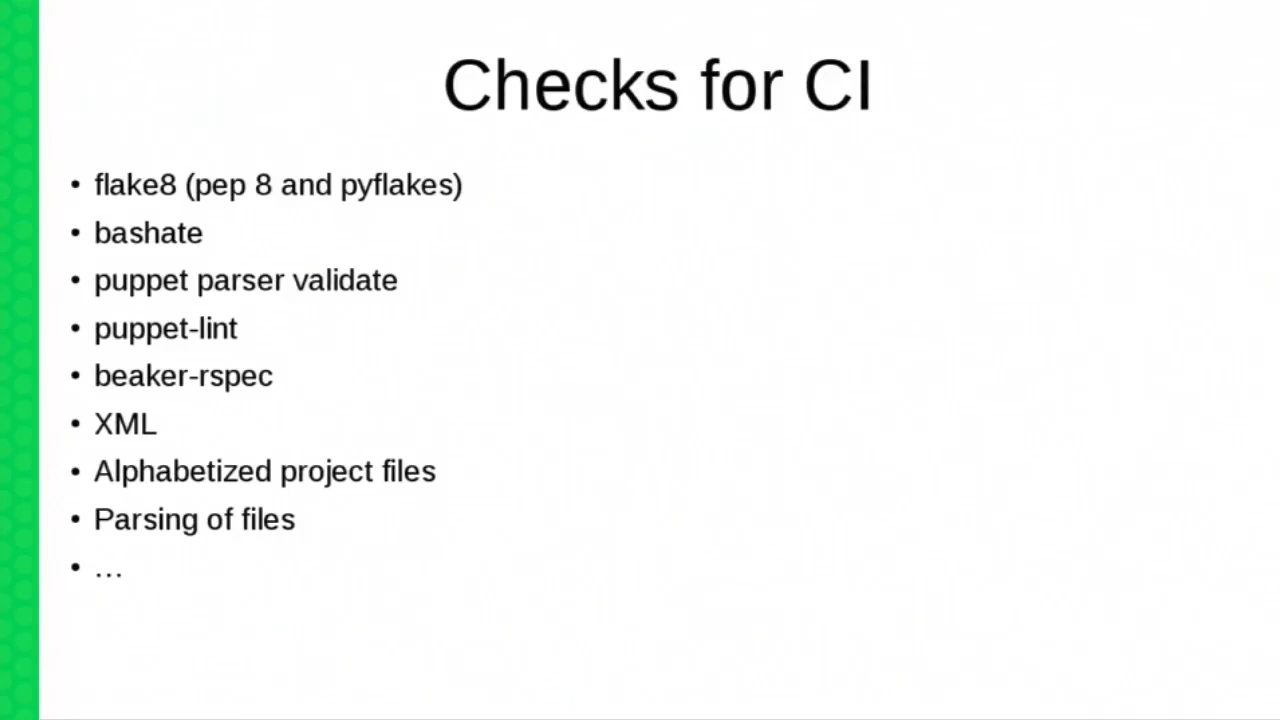 Checks for CI
• flake8 (pep 8 and pyflakes)
• bashate
• puppet parser validate
• puppet-lint
• beaker-rspec
• XML
• Alphabetized project files
• Parsing of files
• …